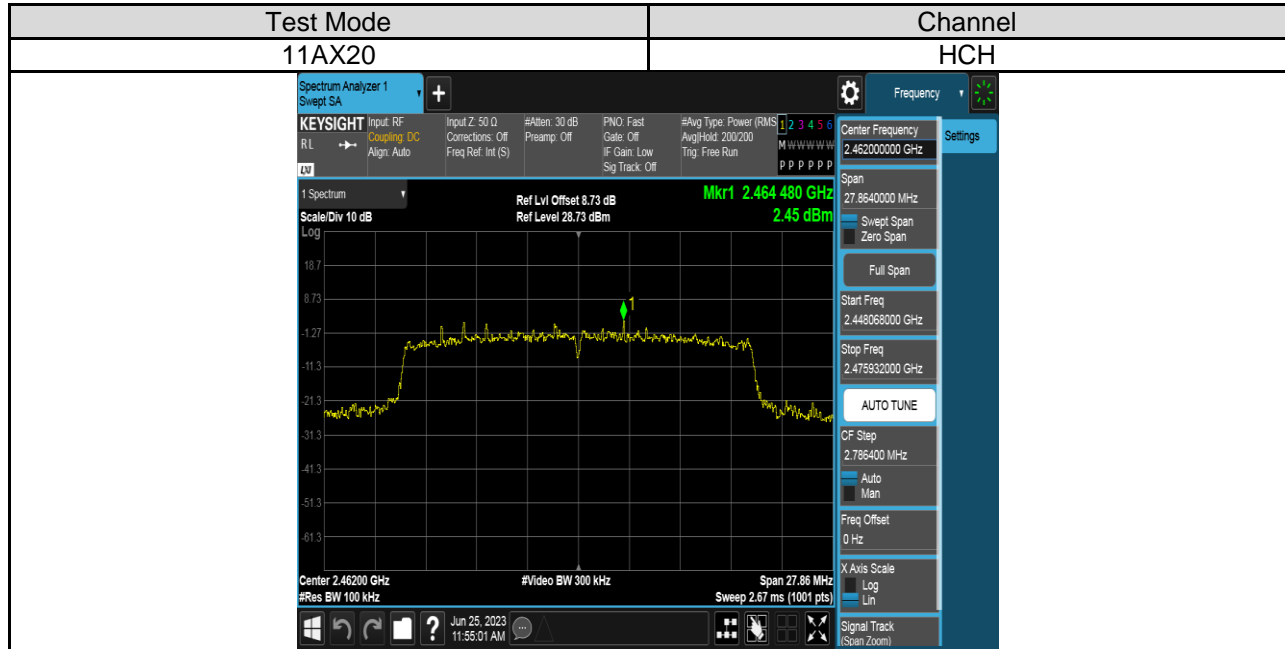 Test Mode Channel
11AX20 HCH
Spectrum Analyzer 1
Swept SA
+
Frequency
KEYSIGHT Input: RF Input Z: 50 Ω #Atten: 30 dB PNO: Fast #Avg Type: Power (RMS 1 2 3 4 5 6
RL Coupling: DC Corrections: Off Preamp: Off Gate: Off Avg|Hold: 200/200 M W W W W W
Align: Auto Freq Ref: Int (S) IF Gain: Low Trig: Free Run
LXI Sig Track: Off P P P P P P
1 Spectrum Ref Lvl Offset 8.73 dB Mkr1 2.464 480 GHz
Scale/Div 10 dB Ref Level 28.73 dBm 2.45 dBm
Log
18.7
8.73
1
-1.27
-11.3
-21.3
-31.3
-41.3
-51.3
-61.3
Center 2.46200 GHz #Video BW 300 kHz Span 27.86 MHz
#Res BW 100 kHz Sweep 2.67 ms (1001 pts)
? Jun 25, 2023
11:55:01 AM
Center Frequency
2.462000000 GHz
Settings
Span
27.8640000 MHz
Swept Span
Zero Span
Full Span
Start Freq
2.448068000 GHz
Stop Freq
2.475932000 GHz
AUTO TUNE
CF Step
2.786400 MHz
Auto
Man
Freq Offset
0 Hz
X Axis Scale
Log
Lin
Signal Track
(Span Zoom)